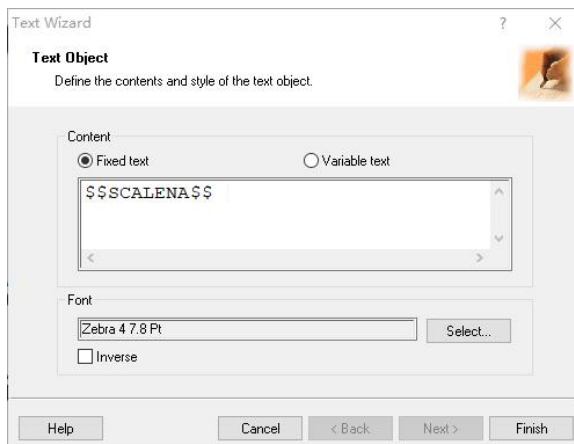 Text Wizard
?
Text Object
Define the contents and style of the text object.
Content
Fixed text
Variable text
$$SCALENA$$
Font
Zebra 4 7.8 Pt
Select...
Inverse
Help
Cancel
< Back
Next >
Finish